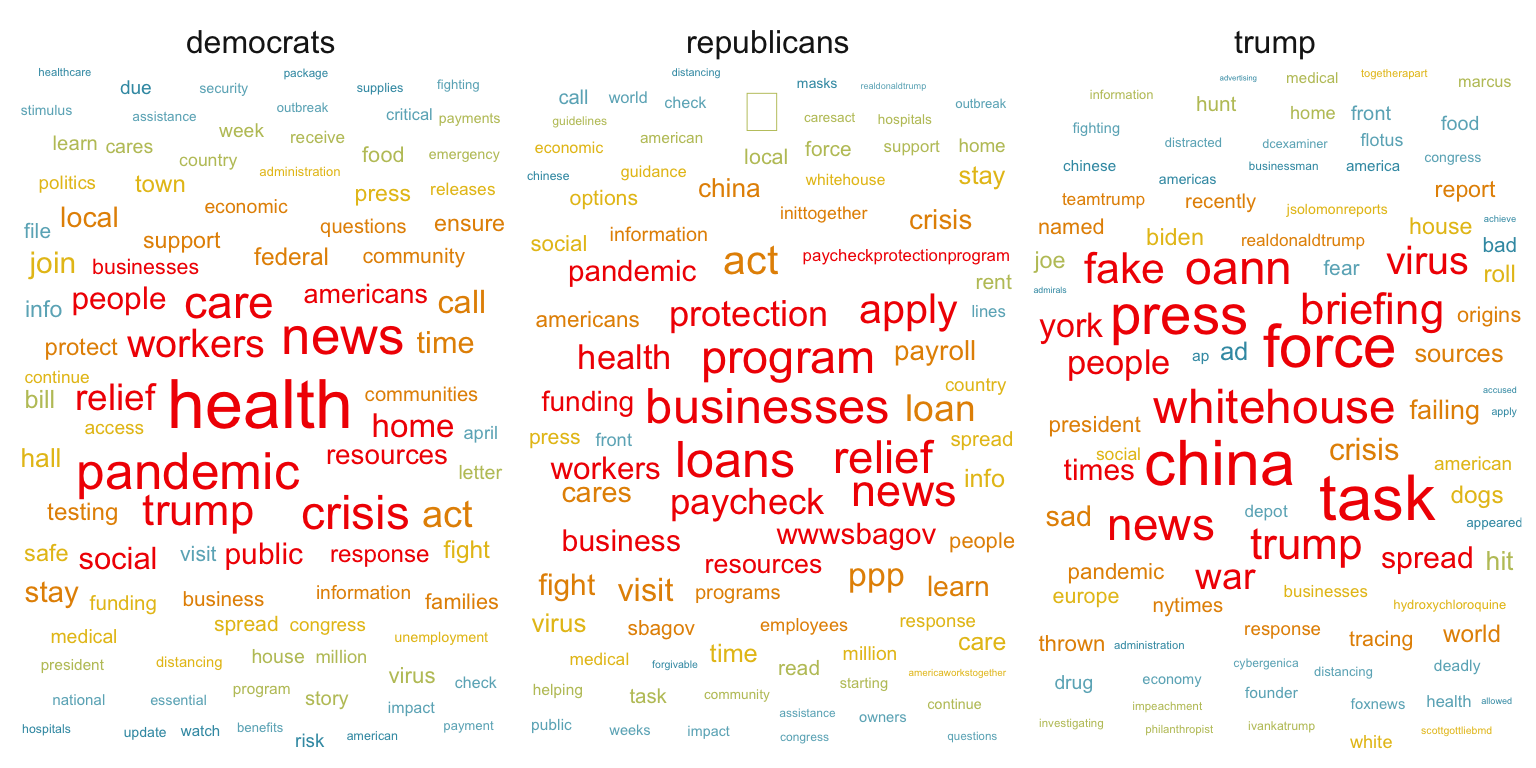 democrats
healthcare package
due security supplies fighting
stimulus assistance outbreak critical payments
learn cares week receive
country food emergency
administration
politics town press releases
economic
file local questions ensure
support
join businesses federal community
info people care americans call
protect workers news time
continue
bill relief health communities
access home april
hall pandemic resources letter
testing trump crisis act
safe social visit public response fight
stay funding business information families
medical spread congress unemployment
president distancing house million
virus check
national essential program story impact
hospitals update watch benefits risk american payment
republicans
distancing masks realdonaldtrump
call world check outbreak
guidelines caresact hospitals
economic american local force support home
chinese guidance china whitehouse stay
options inittogether crisis
social information act paycheckprotectionprogram
pandemic rent
americans protection apply lines
health program payroll
country
funding businesses loan
press front spread
workers loans relief info
cares paycheck news
business wwwsbagov people
resources
fight visit programs ppp learn
virus sbagov employees response
care
medical forgivable time read million americaworkstogether
helping task community starting continue
public weeks impact assistance owners
congress questions
trump
advertising medical togetherapart marcus
information hunt home front
fighting distracted dcexaminer flotus food
chinese businessman america congress
americas report
teamtrump recently jsolomonreports
named biden realdonaldtrump house achieve
joe fake oann fear virus bad
roll
admirals
york press briefing origins
people ap ad force sources
accused
president whitehouse failing apply
social crisis
times china american
task dogs
sad news depot appeared
trump spread hit
pandemic war
europe nytimes businesses hydroxychloroquine
thrown administration response tracing world
cybergenica distancing deadly
drug economy founder foxnews health allowed
impeachment
investigating philanthropist ivankatrump white scottgottliebmd